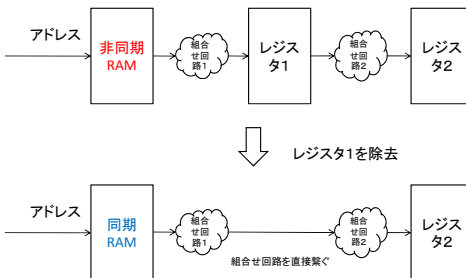 アドレス
非同期
RAM
組合
せ回
路1
レジ
スタ1
組合
せ回
路2
レジス
タ2
レジスタ1を除去
アドレス
同期
RAM
組合
せ回
路1
組合せ回路を直接繋ぐ
組合
せ回
路2
レジス
タ2